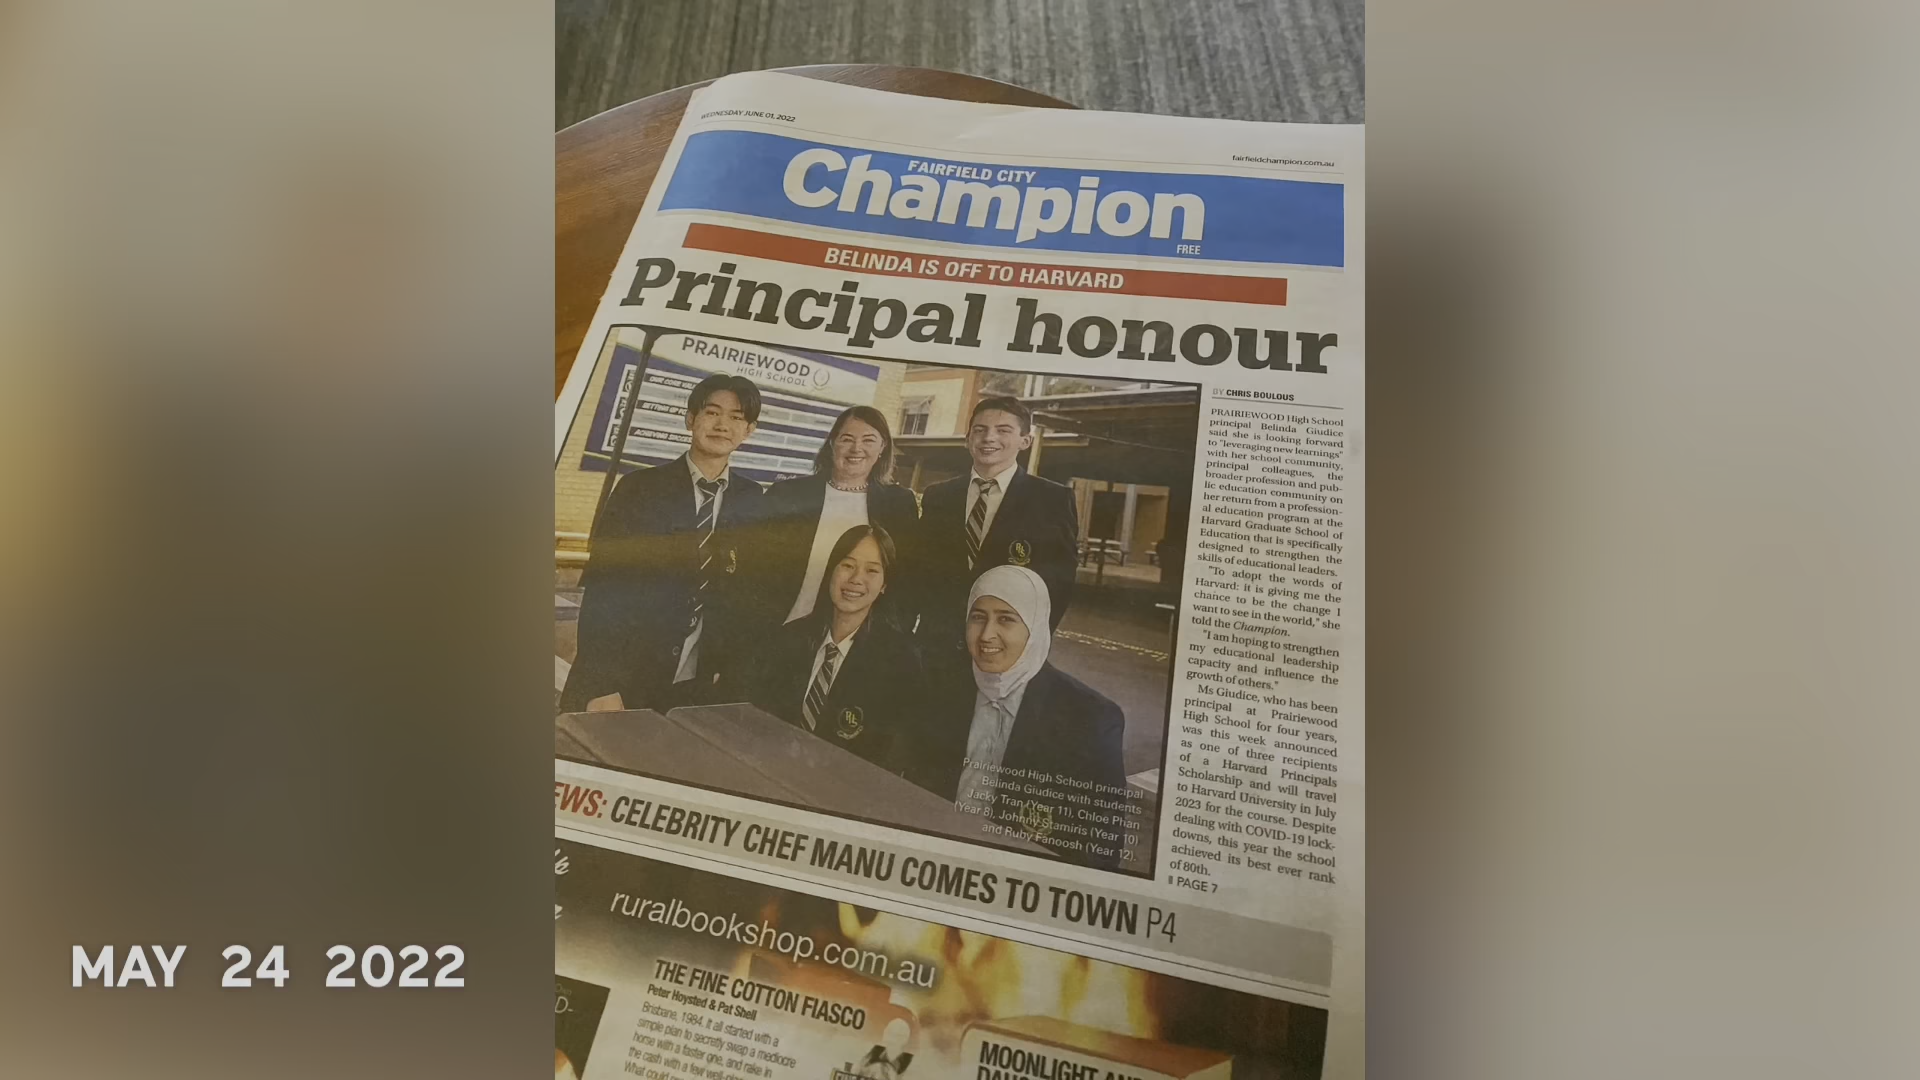 WEDNESDAY JUNE 01, 2022
fairfieldchampion.com.au
FAIRFIELD CITY
Champion
FREE
BELINDA IS OFF TO HARVARD
Principal honour
PRAIRIEWOOD
HIGH SCHOOL
BY CHRIS BOULOUS
PRAIRIEWOOD High School
principal Belinda Giudice
said she is looking forward
to "leveraging new learnings"
with her school community,
principal colleagues, the
broader profession and pub-
lic education community on
her return from a profession-
al education program at the
Harvard Graduate School of
Education that is specifically
designed to strengthen the
skills of educational leaders.
"To adopt the words of
Harvard: it is giving me the
chance to be the change I
want to see in the world," she
told the Champion.
"I am hoping to strengthen
my educational leadership
capacity and influence the
growth of others."
Ms Giudice, who has been
principal at Prairiewood
High School for four years,
was this week announced
as one of three recipients
of a Harvard Principals
Scholarship and will travel
to Harvard University in July
2023 for the course. Despite
dealing with COVID-19 lock-
downs, this year the school
achieved its best ever rank
of 80th.
PAGE 7
Prairiewood High School principal
Belinda Giudice with students
Jacky Tran (Year 11), Chloe Phan
(Year 8), Johnny Stamiris (Year 10)
and Ruby Fanoosh (Year 12).
EWS: CELEBRITY CHEF MANU COMES TO TOWN P4
ruralbookshop.com.au
THE FINE COTTON FIASCO
Peter Hoysted & Pat Shell
Brisbane, 1984. It all started with a
simple plan to secretly swap a mediocre
horse with a faster one, and rake in
the cash with a few
What could
MOONLIGHT AND
MAY 24 2022